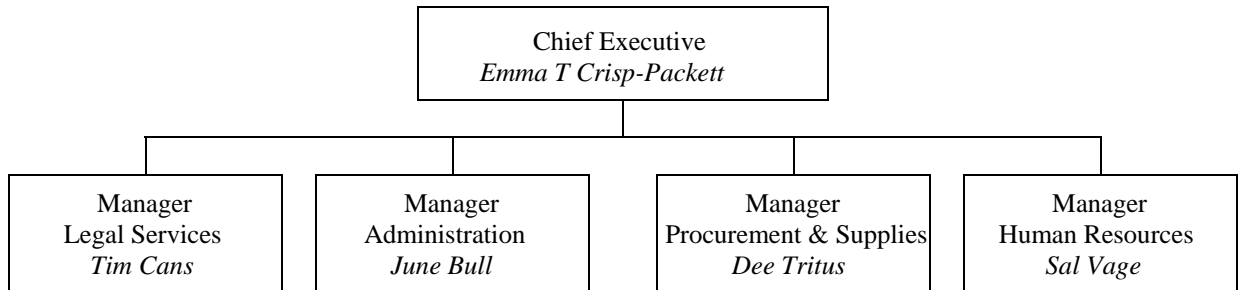 Chief Executive
Emma T Crisp-Packett
Manager
Legal Services
Tim Cans
Manager
Administration
June Bull
Manager
Procurement & Supplies
Dee Tritus
Manager
Human Resources
Sal Vage